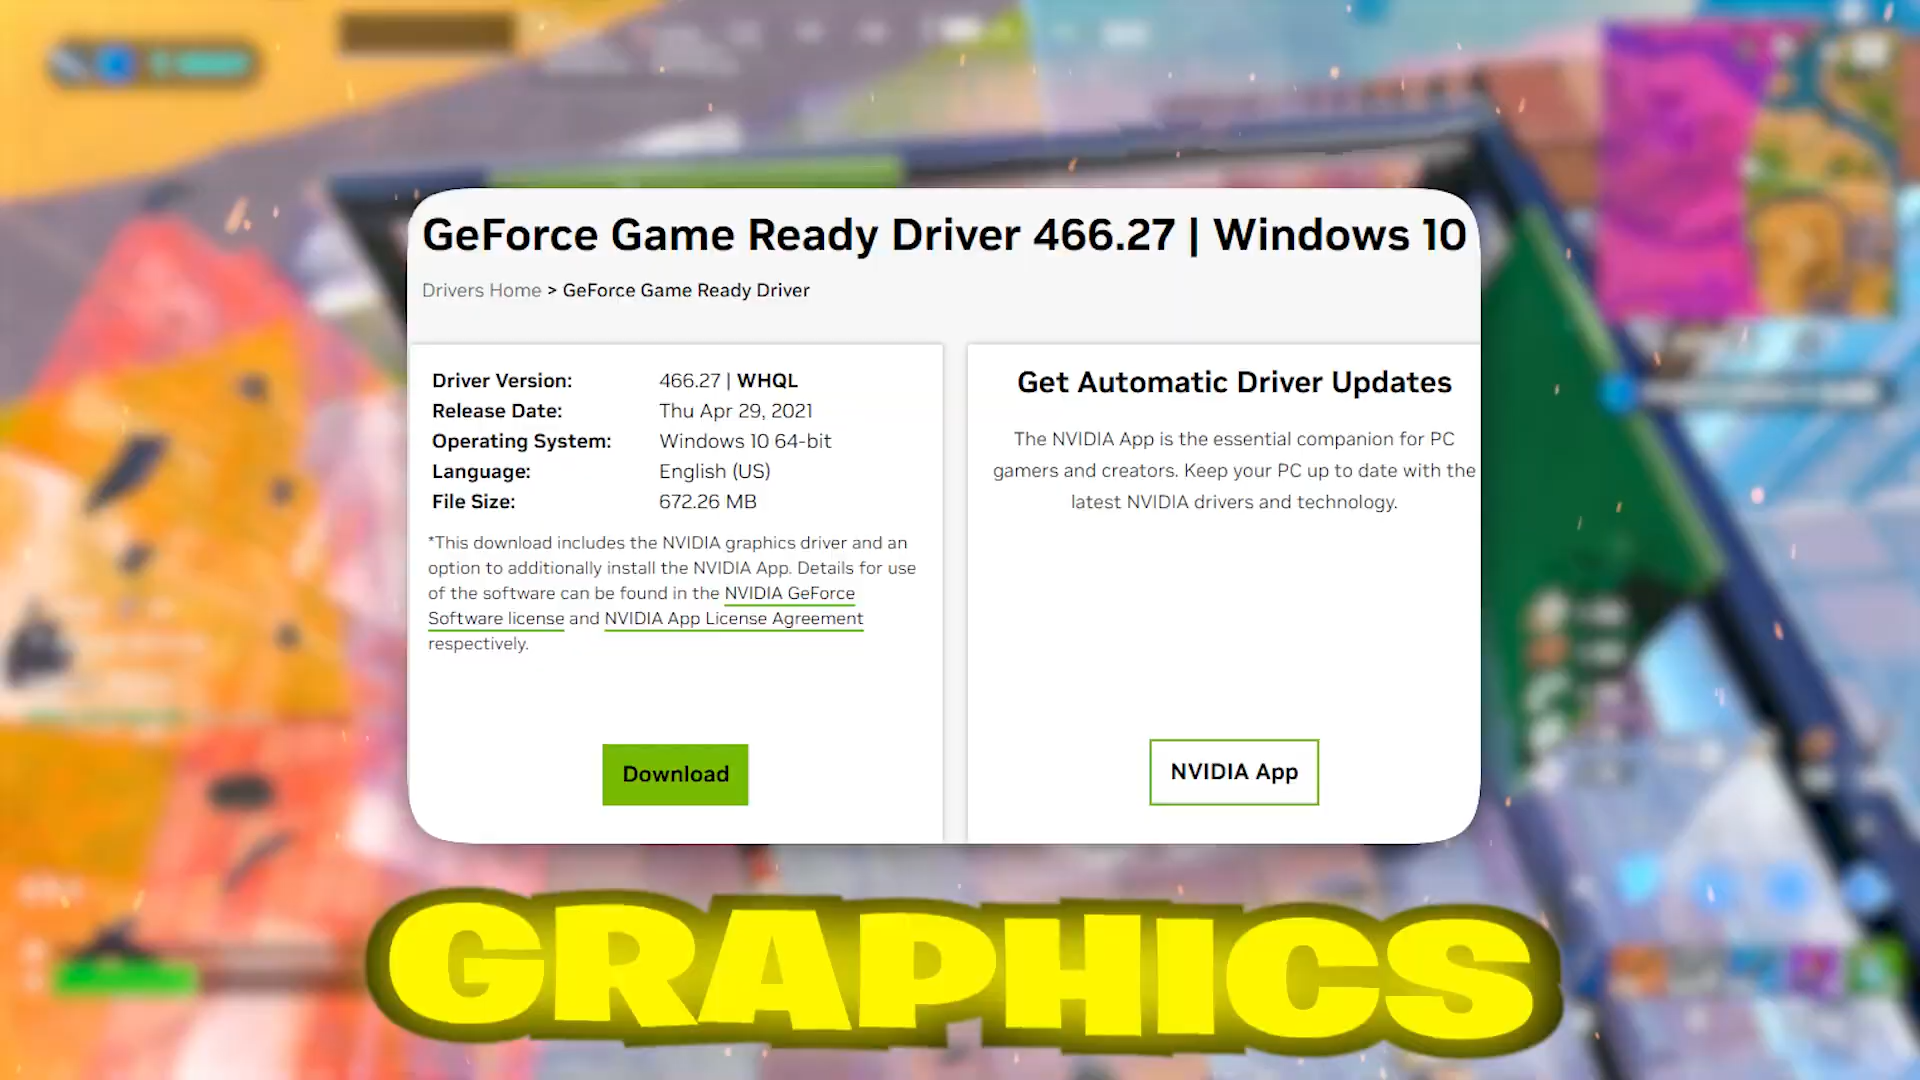 GeForce Game Ready Driver 466.27 | Windows 10
Drivers Home > GeForce Game Ready Driver
Driver Version: 466.27 | WHQL
Release Date: Thu Apr 29, 2021
Operating System: Windows 10 64-bit
Language: English (US)
File Size: 672.26 MB
*This download includes the NVIDIA graphics driver and an
option to additionally install the NVIDIA App. Details for use
of the software can be found in the NVIDIA GeForce
Software license and NVIDIA App License Agreement
respectively.
Download
Get Automatic Driver Updates
The NVIDIA App is the essential companion for PC
gamers and creators. Keep your PC up to date with the
latest NVIDIA drivers and technology.
NVIDIA App
GRAPHICS